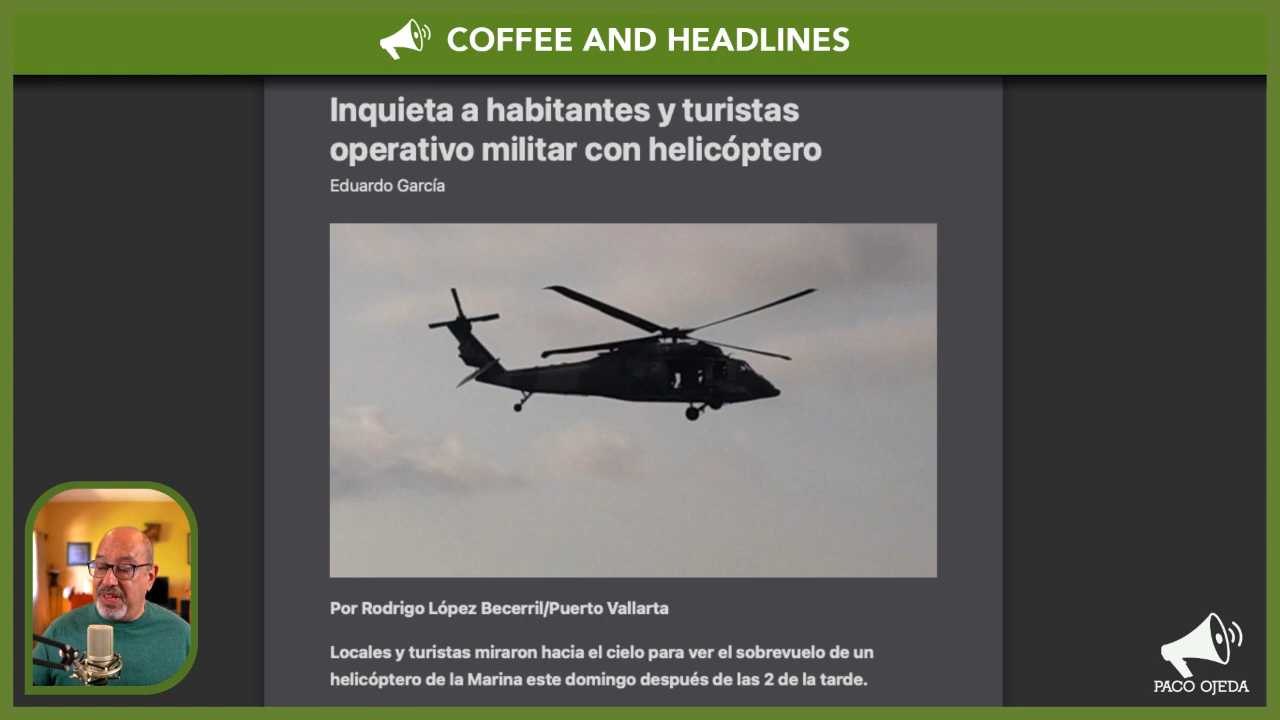 COFFEE AND HEADLINES
Inquieta a habitantes y turistas
operativo militar con helicóptero
Eduardo García
Por Rodrigo López Becerril/Puerto Vallarta
Locales y turistas miraron hacia el cielo para ver el sobrevuelo de un
helicóptero de la Marina este domingo después de las 2 de la tarde.
PACO OJEDA